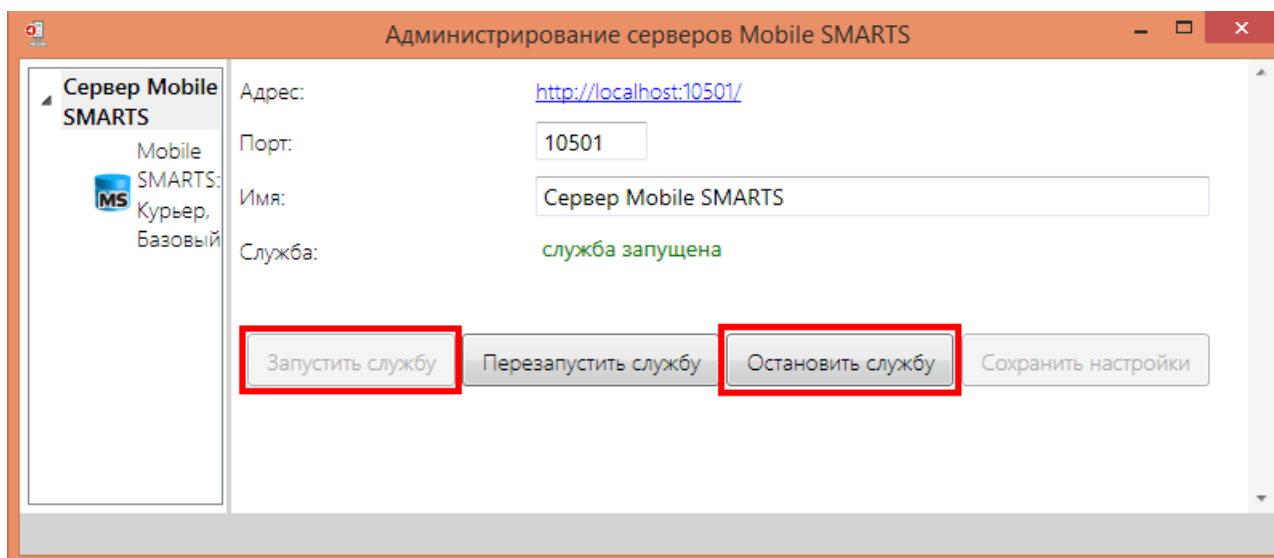 Администрирование серверов Mobile SMARTS
Сервер Mobile
SMARTS
Mobile
SMARTS:
Курьер,
Базовый
MS
Адрес:
http://localhost:10501/
Порт:
10501
Имя:
Сервер Mobile SMARTS
Служба:
служба запущена
Запустить службу
Перезапустить службу
Остановить службу
Сохранить настройки